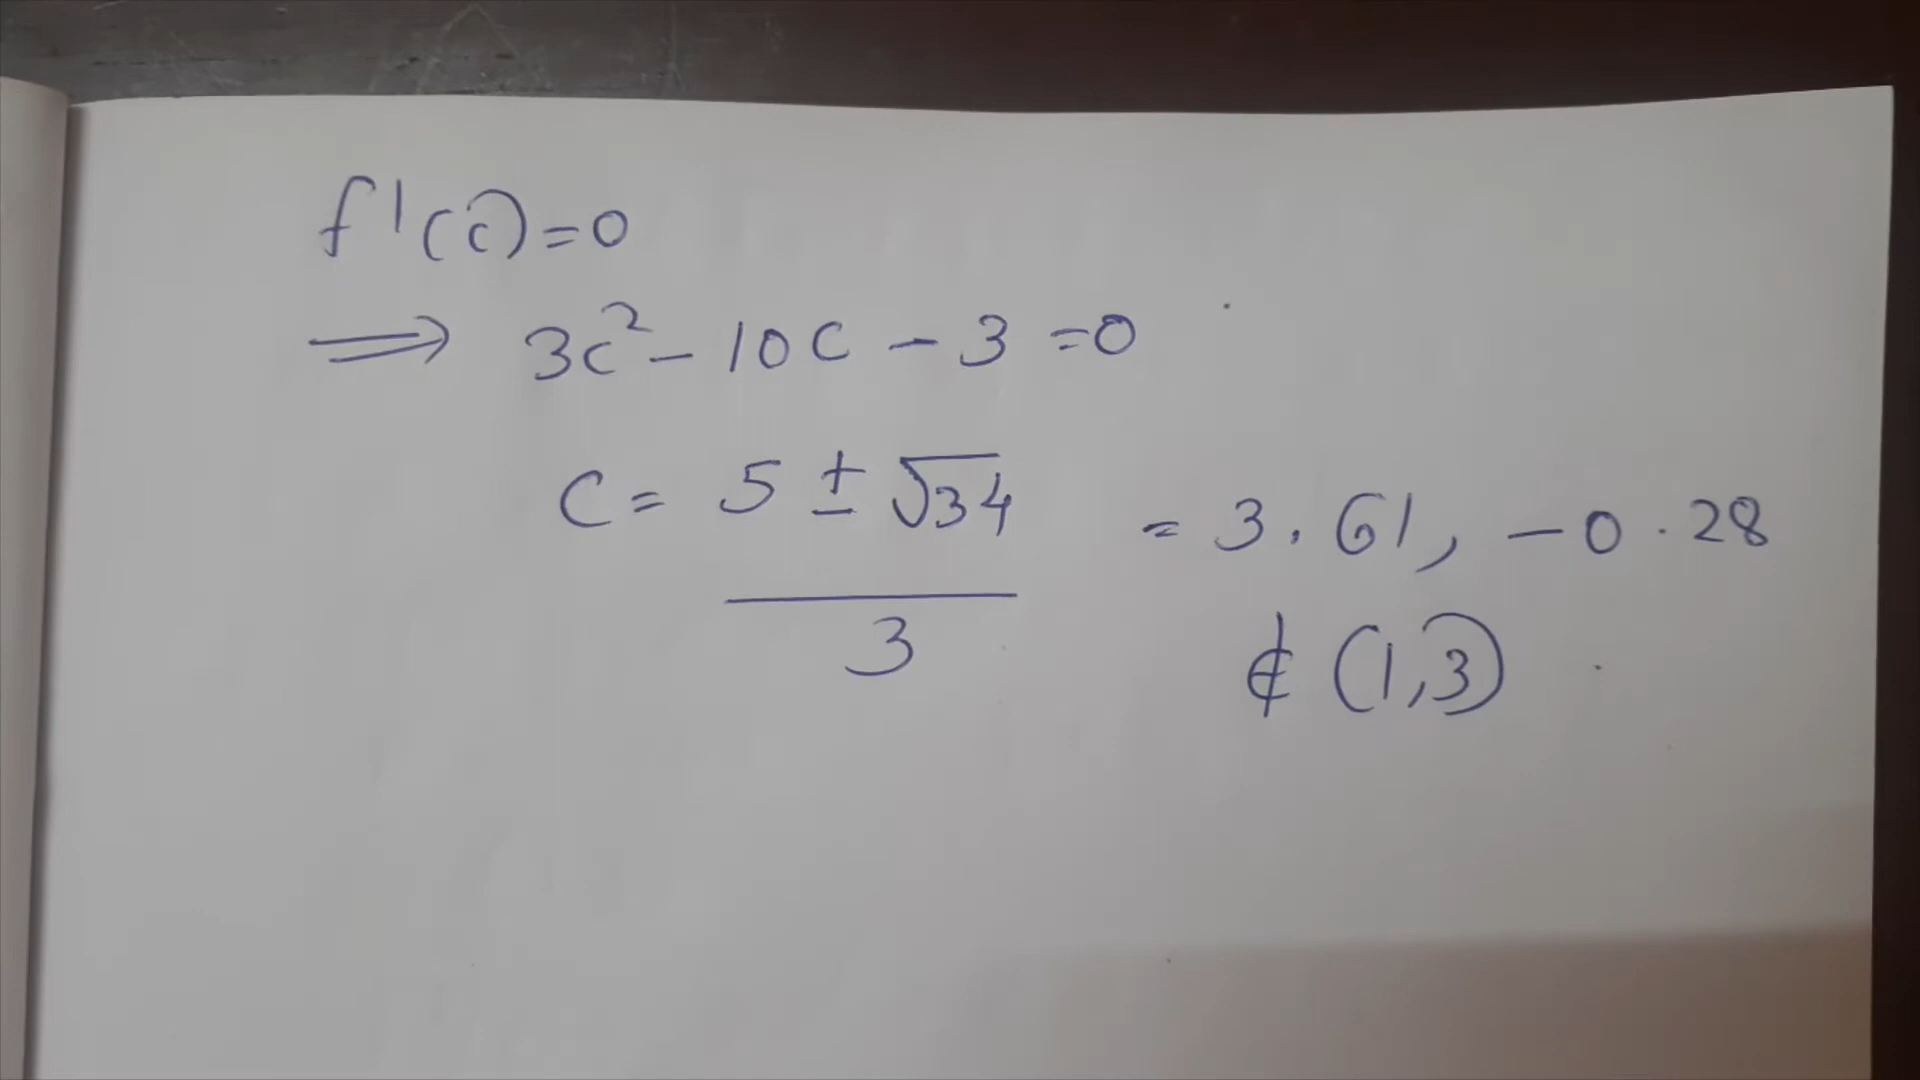 f'(c)=0
⟹ 3c² - 10c - 3 = 0
c = 5 ± √34 / 3 = 3.61, -0.28
∉ (1,3)